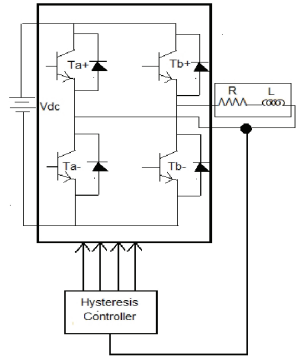 Ta+
Tb+
R
L
Vdc
Ta-
Tb-
Hysteresis
Controller